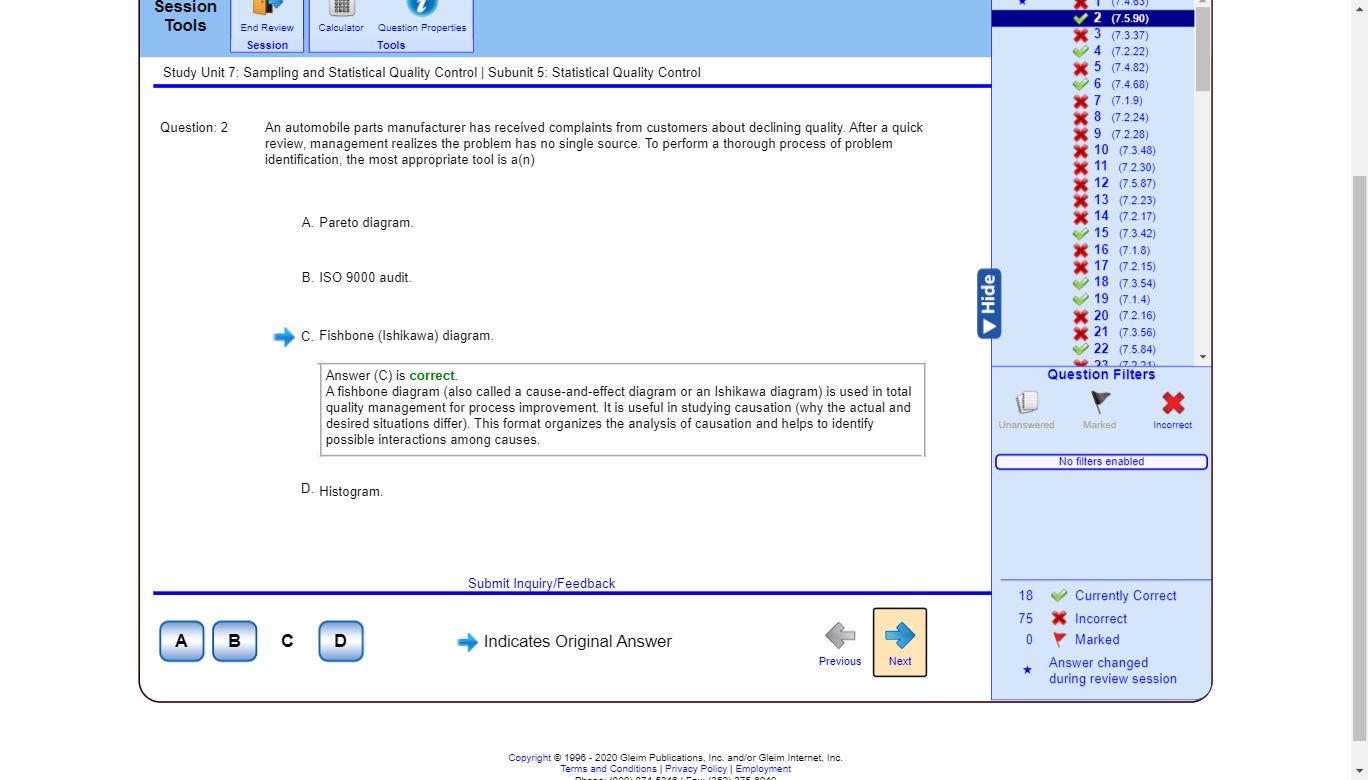 Session
Tools
End Review
Session
Calculator
Question Properties
Tools
Study Unit 7: Sampling and Statistical Quality Control | Subunit 5: Statistical Quality Control
Question: 2
An automobile parts manufacturer has received complaints from customers about declining quality. After a quick
review, management realizes the problem has no single source. To perform a thorough process of problem
identification, the most appropriate tool is a(n)
A. Pareto diagram.
B. ISO 9000 audit.
C. Fishbone (Ishikawa) diagram.
Answer (C) is correct.
A fishbone diagram (also called a cause-and-effect diagram or an Ishikawa diagram) is used in total
quality management for process improvement. It is useful in studying causation (why the actual and
desired situations differ). This format organizes the analysis of causation and helps to identify
possible interactions among causes.
D. Histogram.
Submit Inquiry/Feedback
A
B
C
D
Indicates Original Answer
Previous
Next
Hide
1 (7.4.63)
2 (7.5.90)
3 (7.3.37)
4 (7.2.22)
5 (7.4.82)
6 (7.4.68)
7 (7.1.9)
8 (7.2.24)
9 (7.2.28)
10 (7.3.48)
11 (7.2.30)
12 (7.5.87)
13 (7.2.23)
14 (7.2.17)
15 (7.3.42)
16 (7.1.8)
17 (7.2.15)
18 (7.3.54)
19 (7.1.4)
20 (7.2.16)
21 (7.3.56)
22 (7.5.84)
23 (7.2.21)
Question Filters
Unanswered
Marked
Incorrect
No filters enabled
18 Currently Correct
75 Incorrect
0 Marked
Answer changed
during review session
Copyright © 1996 - 2020 Gleim Publications, Inc. and/or Gleim Internet, Inc.
Terms and Conditions | Privacy Policy | Employment
Phone: (800) 874-5346 | Fax: (352) 375-6940